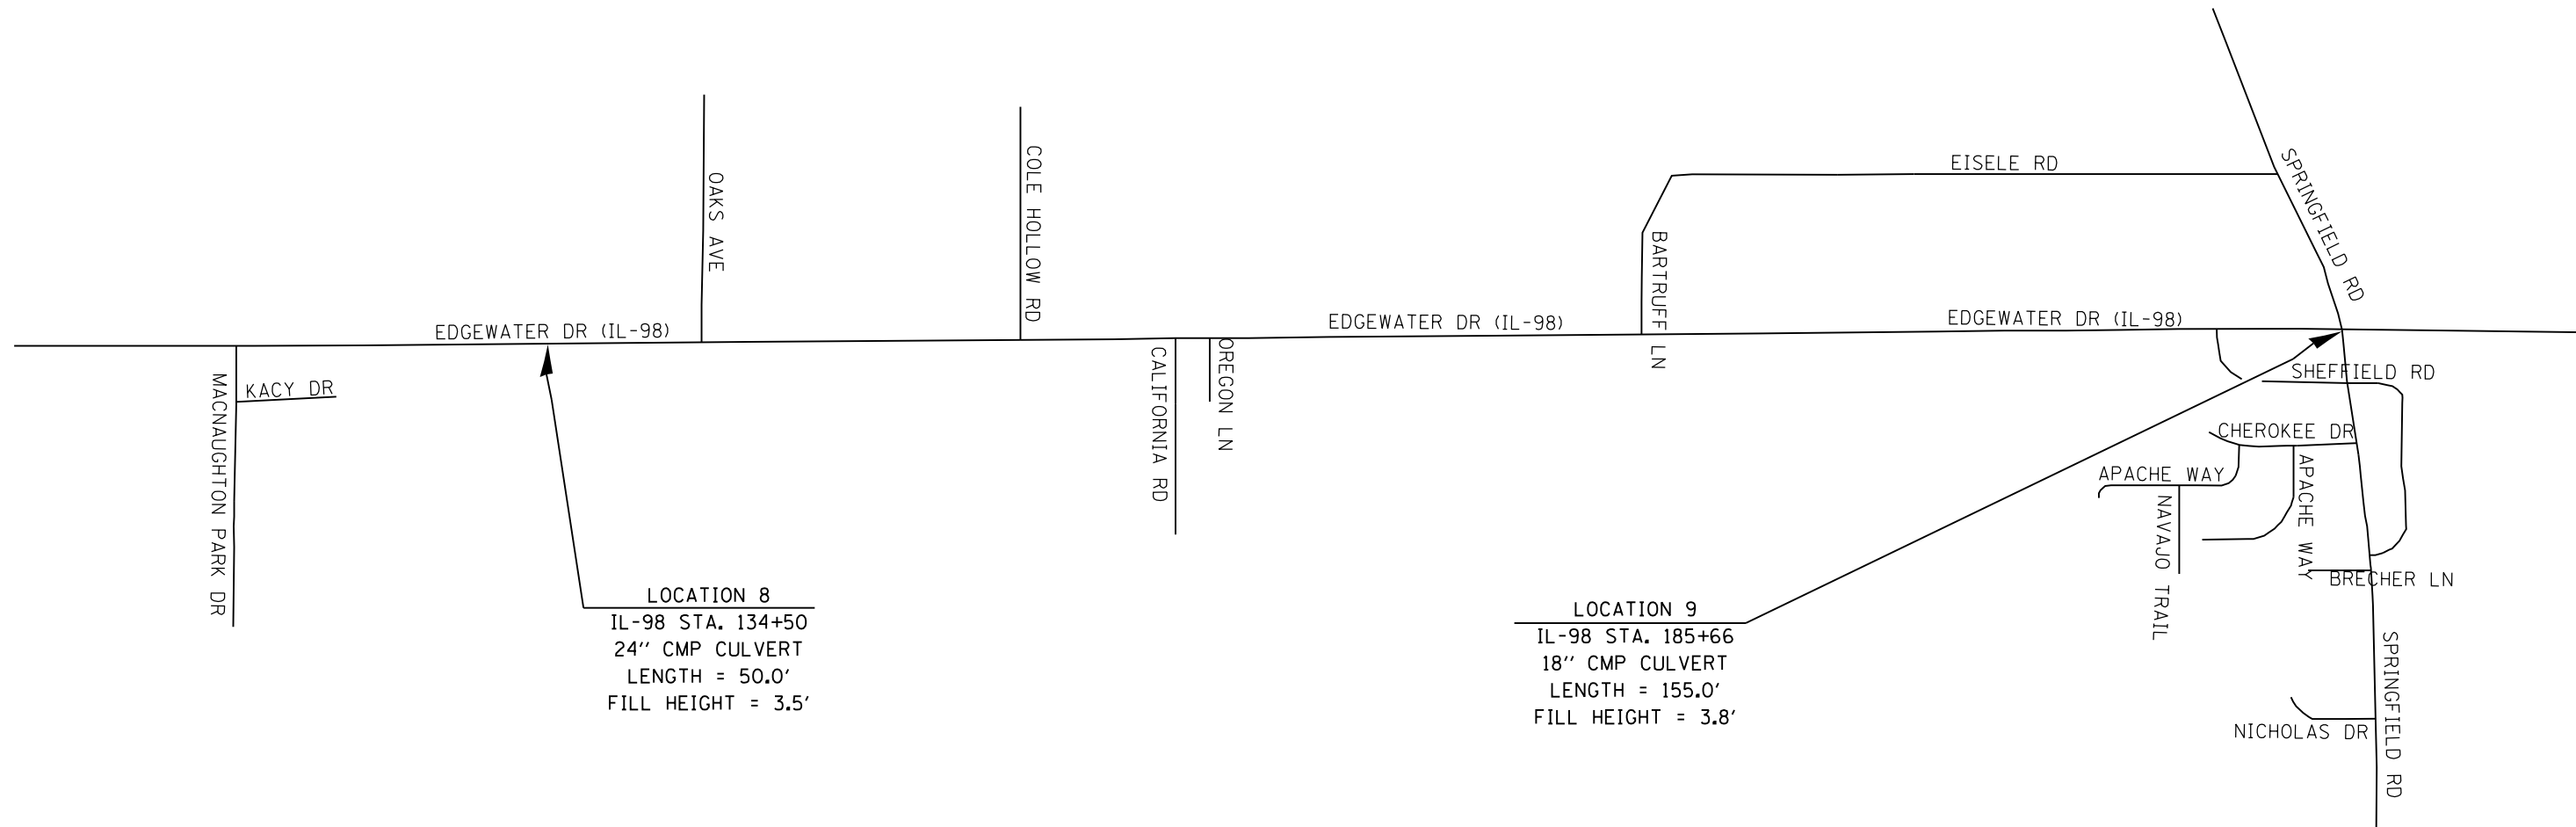 EISELE RD
SPRINGFIELD RD
OAKS AVE
COLE HOLLOW RD
BARTRUFF LN
EDGEWATER DR (IL-98)
EDGEWATER DR (IL-98)
EDGEWATER DR (IL-98)
MACNAUGHTON PARK DR
KACY DR
CALIFORNIA RD
OREGON LN
SHEFFIELD RD
CHEROKEE DR
APACHE WAY
APACHE WAY
NAVAJO TRAIL
BRECHER LN
SPRINGFIELD RD
NICHOLAS DR
LOCATION 8
IL-98 STA. 134+50
24'' CMP CULVERT
LENGTH = 50.0'
FILL HEIGHT = 3.5'
LOCATION 9
IL-98 STA. 185+66
18'' CMP CULVERT
LENGTH = 155.0'
FILL HEIGHT = 3.8'